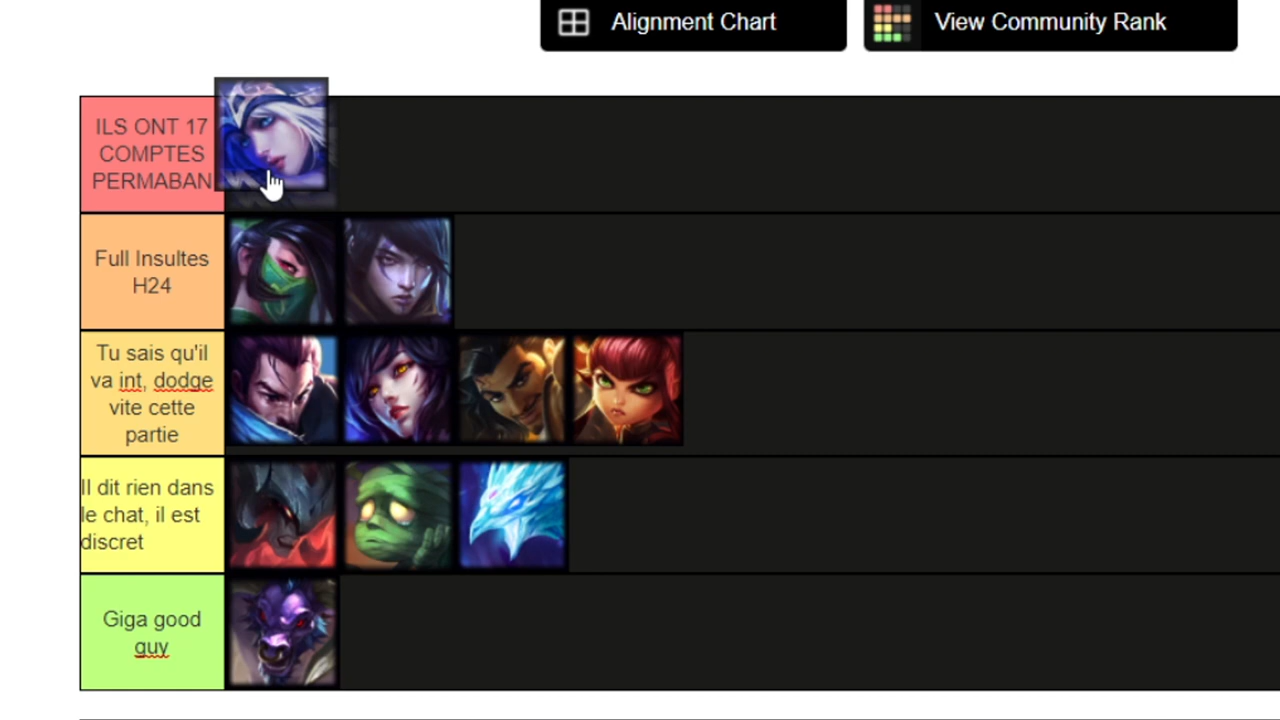 Alignment Chart
View Community Rank
ILS ONT 17
COMPTES
PERMABAN
Full Insultes
H24
Tu sais qu'il
va int, dodge
vite cette
partie
Il dit rien dans
le chat, il est
discret
Giga good
guy